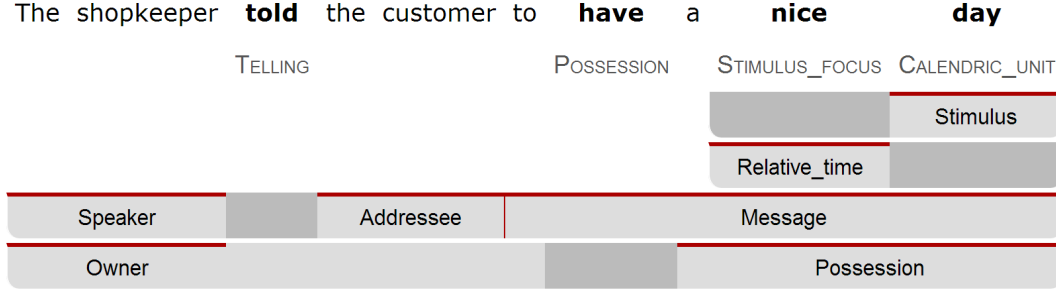 The shopkeeper told the customer to have a nice day
TELLING POSSESSION STIMULUS_FOCUS CALENDRIC_UNIT
Stimulus
Relative_time
Speaker Addressee Message
Owner Possession